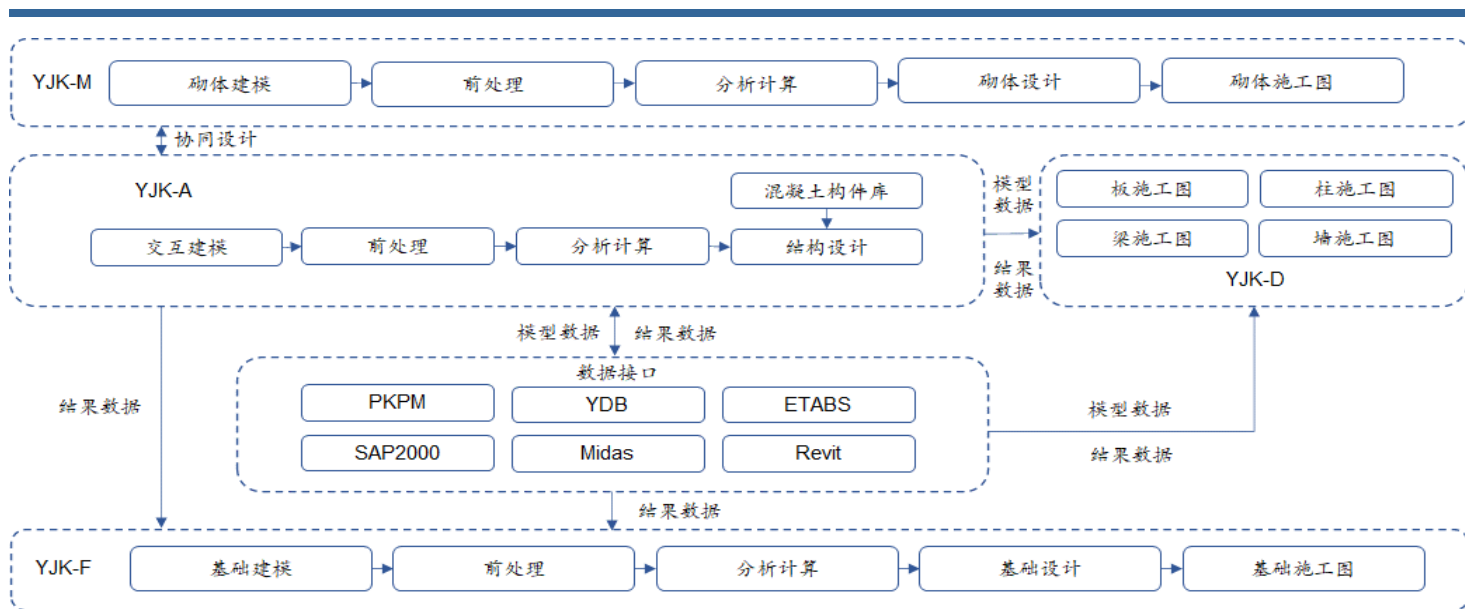 YJK-M
砌体建模
前处理
分析计算
砌体设计
砌体施工图
协同设计
YJK-A
混凝土构件库
交互建模
前处理
分析计算
结构设计
模型
数据
结果
数据
板施工图
柱施工图
梁施工图
墙施工图
YJK-D
模型数据
结果数据
数据接口
PKPM
YDB
ETABS
SAP2000
Midas
Revit
结果数据
模型数据
结果数据
结果数据
YJK-F
基础建模
前处理
分析计算
基础设计
基础施工图